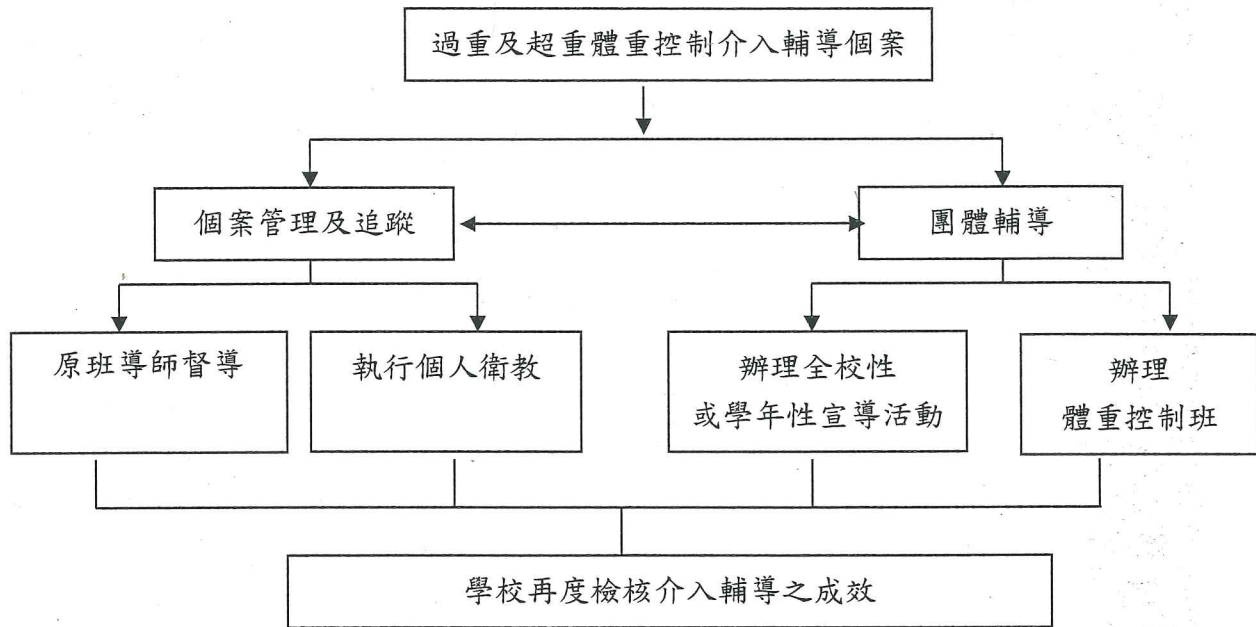 過重及超重體重控制介入輔導個案
個案管理及追蹤
團體輔導
原班導師督導
執行個人衛教
辦理全校性
或學年性宣導活動
辦理
體重控制班
學校再度檢核介入輔導之成效